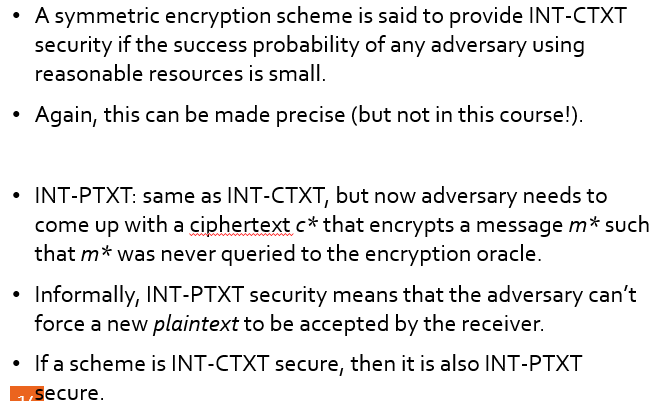 • A symmetric encryption scheme is said to provide INT-CTXT
security if the success probability of any adversary using
reasonable resources is small.
• Again, this can be made precise (but not in this course!).
• INT-PTXT: same as INT-CTXT, but now adversary needs to
come up with a ciphertext c* that encrypts a message m* such
that m* was never queried to the encryption oracle.
• Informally, INT-PTXT security means that the adversary can’t
force a new plaintext to be accepted by the receiver.
• If a scheme is INT-CTXT secure, then it is also INT-PTXT
secure.